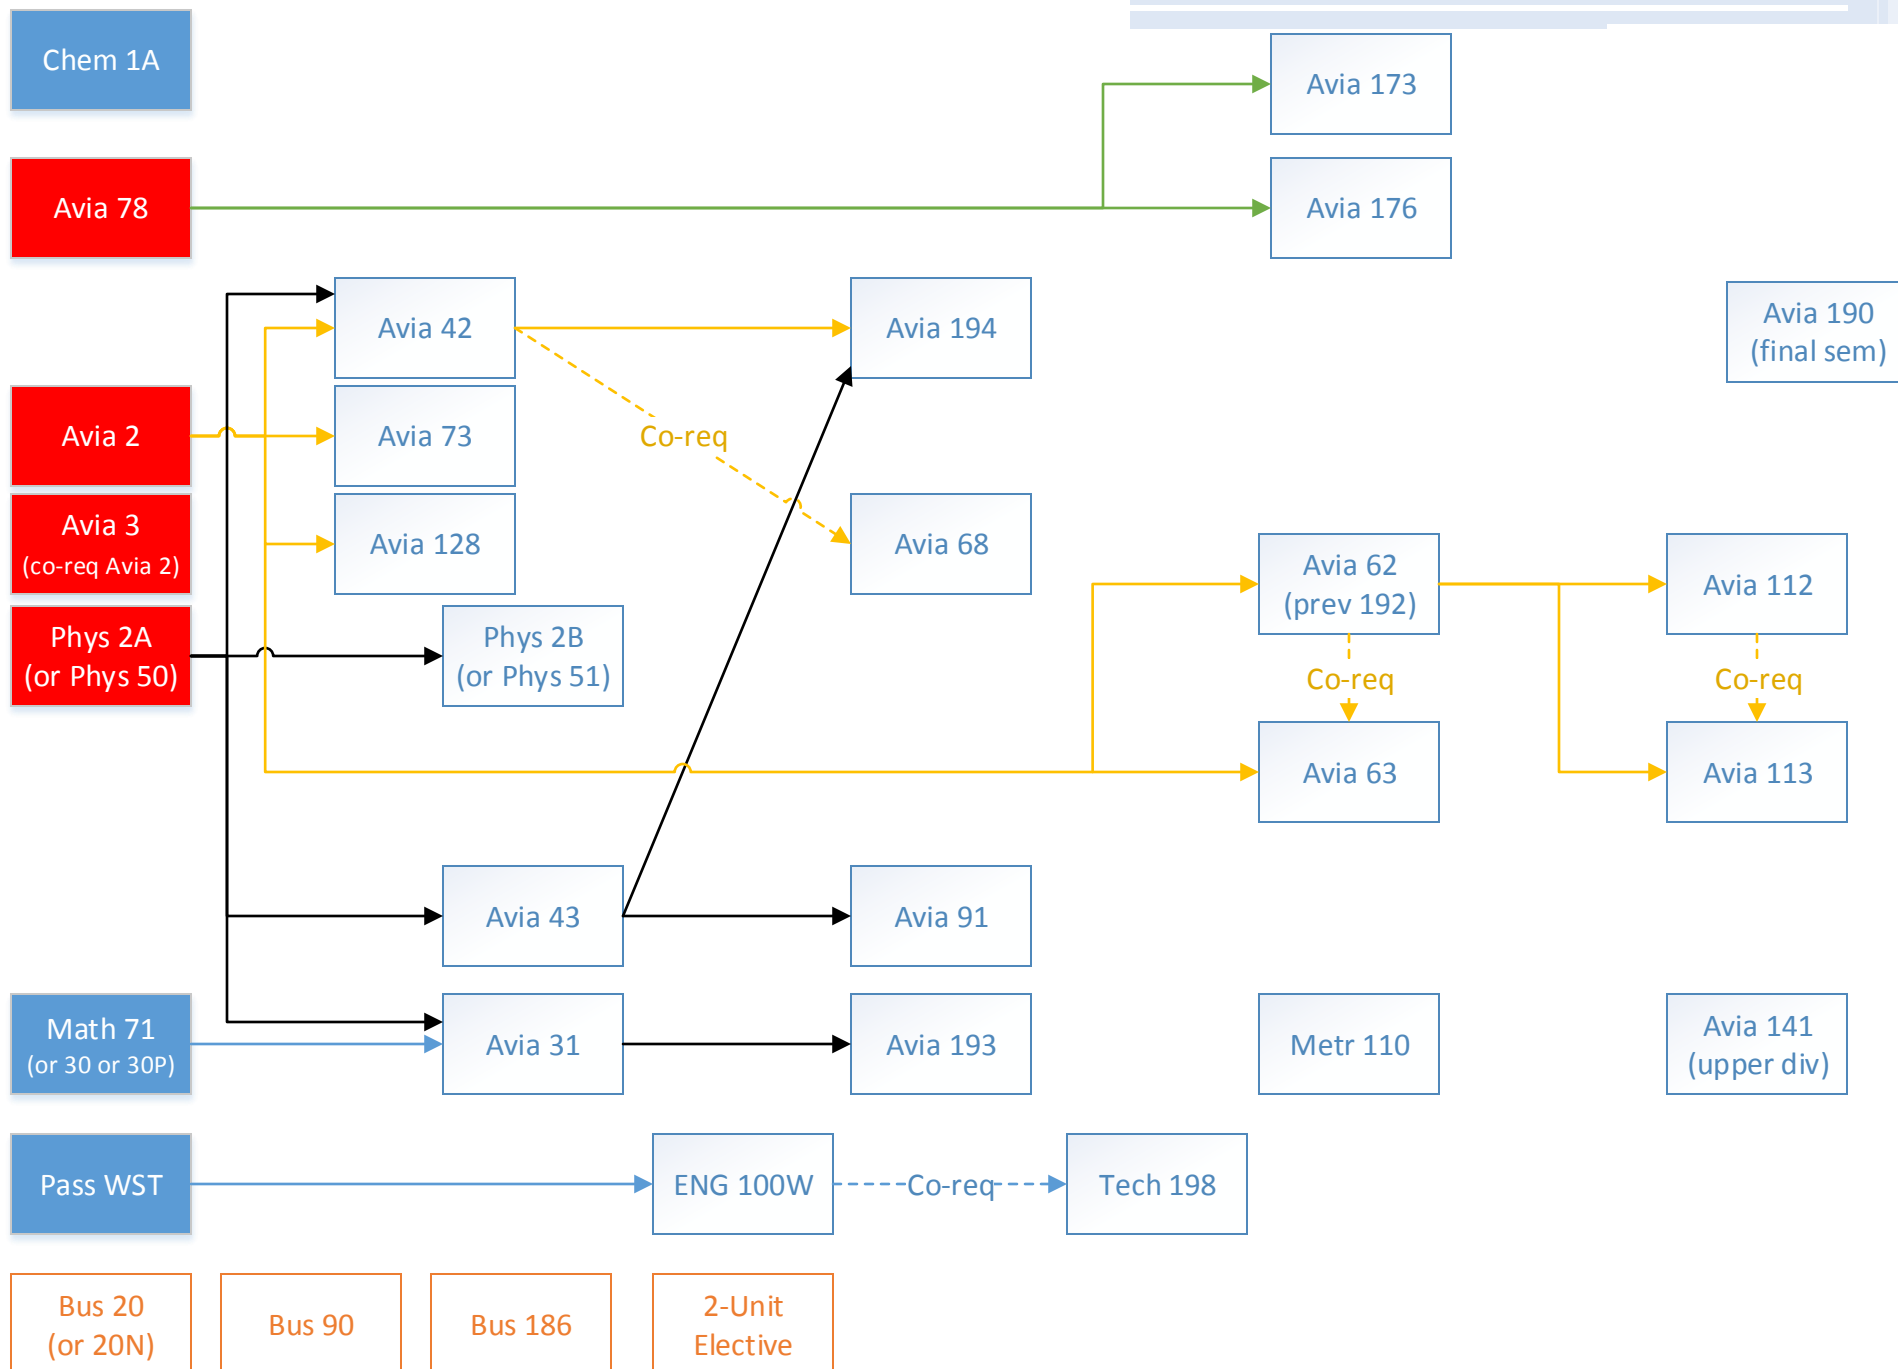 Chem 1A
Avia 173
Avia 78
Avia 176
Avia 42
Avia 194
Avia 190
(final sem)
Avia 2
Avia 73
Co-req
Avia 3
(co-req Avia 2)
Avia 128
Avia 68
Avia 62
(prev 192)
Avia 112
Phys 2A
(or Phys 50)
Phys 2B
(or Phys 51)
Co-req
Co-req
Avia 63
Avia 113
Avia 43
Avia 91
Math 71
(or 30 or 30P)
Avia 31
Avia 193
Metr 110
Avia 141
(upper div)
Pass WST
ENG 100W
Co-req
Tech 198
Bus 20
(or 20N)
Bus 90
Bus 186
2-Unit
Elective